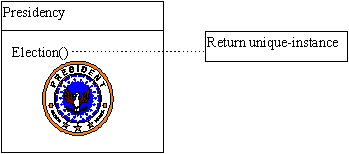 Presidency
Election()
Return unique-instance
PRESIDENT